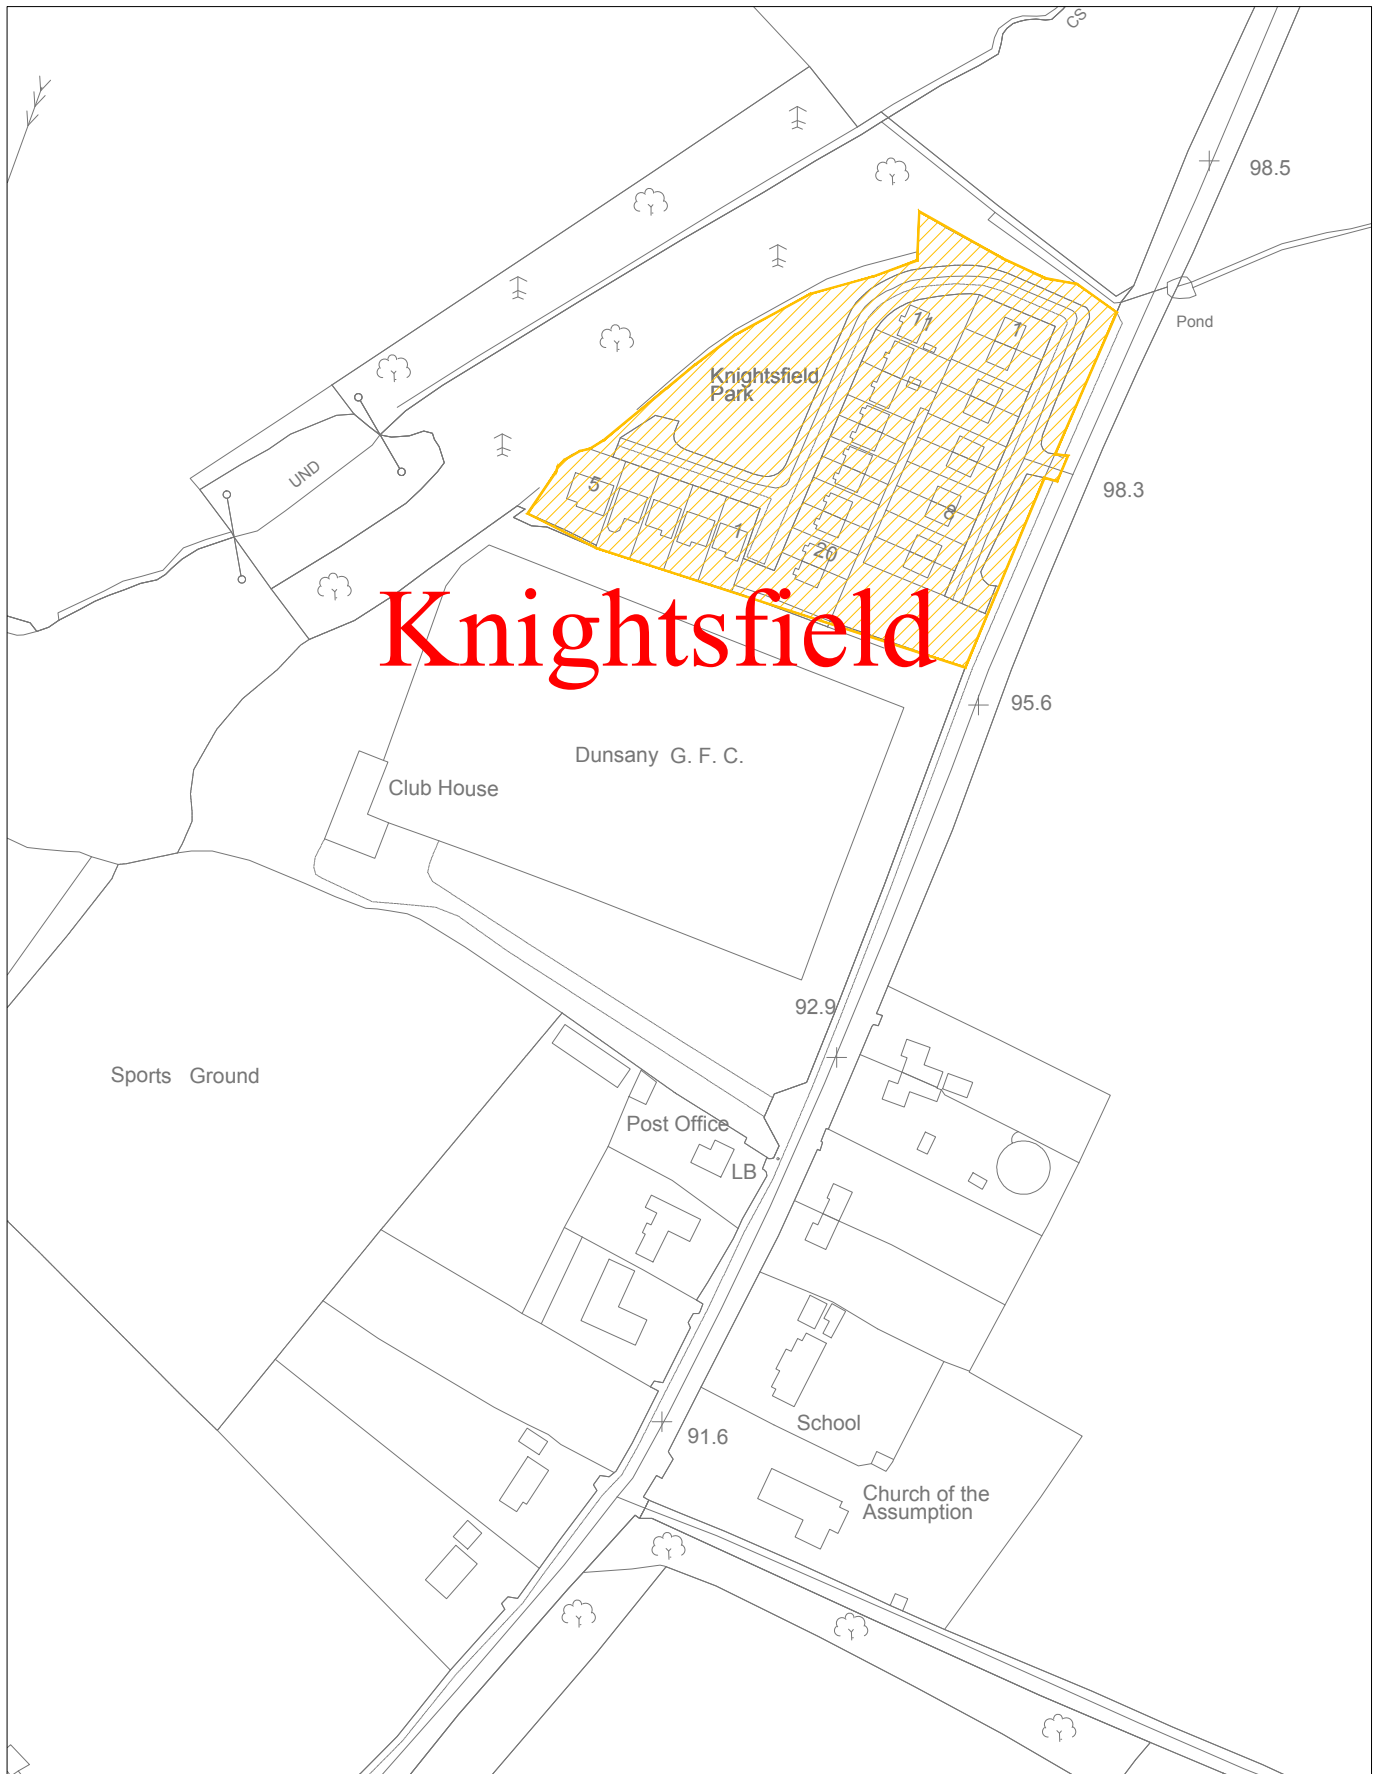 CS
98.5
Pond
11
1
Knightsfield
Park
98.3
UND
5
8
1
20
Knightsfield
95.6
Dunsany G. F. C.
Club House
92.9
Sports Ground
Post Office
LB
91.6
School
Church of the
Assumption